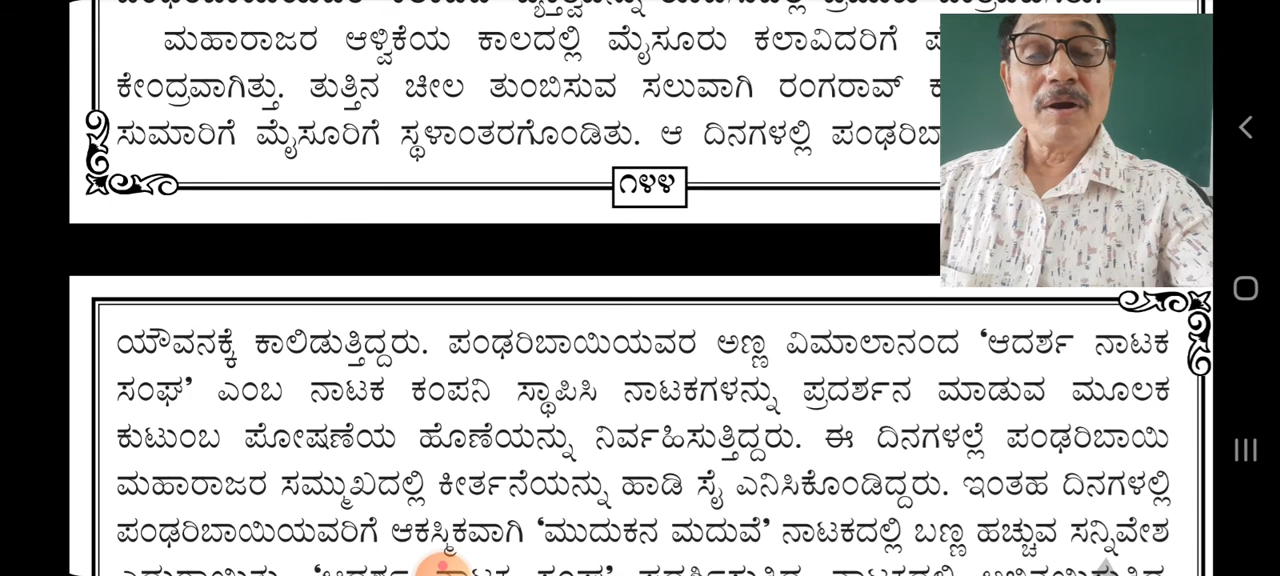 ಮಹಾರಾಜರ ಆಳ್ವಿಕೆಯ ಕಾಲದಲ್ಲಿ ಮೈಸೂರು ಕಲಾವಿದರಿಗೆ
ಕೇಂದ್ರವಾಗಿತ್ತು. ತುತ್ತಿನ ಚೀಲ ತುಂಬಿಸುವ ಸಲುವಾಗಿ ರಂಗರಾವ್
ಸುಮಾರಿಗೆ ಮೈಸೂರಿಗೆ ಸ್ಥಳಾಂತರಗೊಂಡಿತು. ಆ ದಿನಗಳಲ್ಲಿ
೧೪೪
ಯೌವನಕ್ಕೆ ಕಾಲಿಡುತ್ತಿದ್ದರು. ಪಂಢರಿಬಾಯಿಯವರ ಅಣ್ಣ ವಿಮಾಲಾನಂದ ‘ಆದರ್ಶ ನಾಟಕ
ಸಂಘ’ ಎಂಬ ನಾಟಕ ಕಂಪನಿ ಸ್ಥಾಪಿಸಿ ನಾಟಕಗಳನ್ನು ಪ್ರದರ್ಶನ ಮಾಡುವ ಮೂಲಕ
ಕುಟುಂಬ ಪೋಷಣೆಯ ಹೊಣೆಯನ್ನು ನಿರ್ವಹಿಸುತ್ತಿದ್ದರು. ಈ ದಿನಗಳಲ್ಲೆ ಪಂಢರಿಬಾಯಿ
ಮಹಾರಾಜರ ಸಮ್ಮುಖದಲ್ಲಿ ಕೀರ್ತನೆಯನ್ನು ಹಾಡಿ ಸೈ ಎನಿಸಿಕೊಂಡಿದ್ದರು. ಇಂತಹ ದಿನಗಳಲ್ಲಿ
ಪಂಢರಿಬಾಯಿಯವರಿಗೆ ಆಕಸ್ಮಿಕವಾಗಿ ‘ಮುದುಕನ ಮದುವೆ’ ನಾಟಕದಲ್ಲಿ ಬಣ್ಣ ಹಚ್ಚುವ ಸನ್ನಿವೇಶ